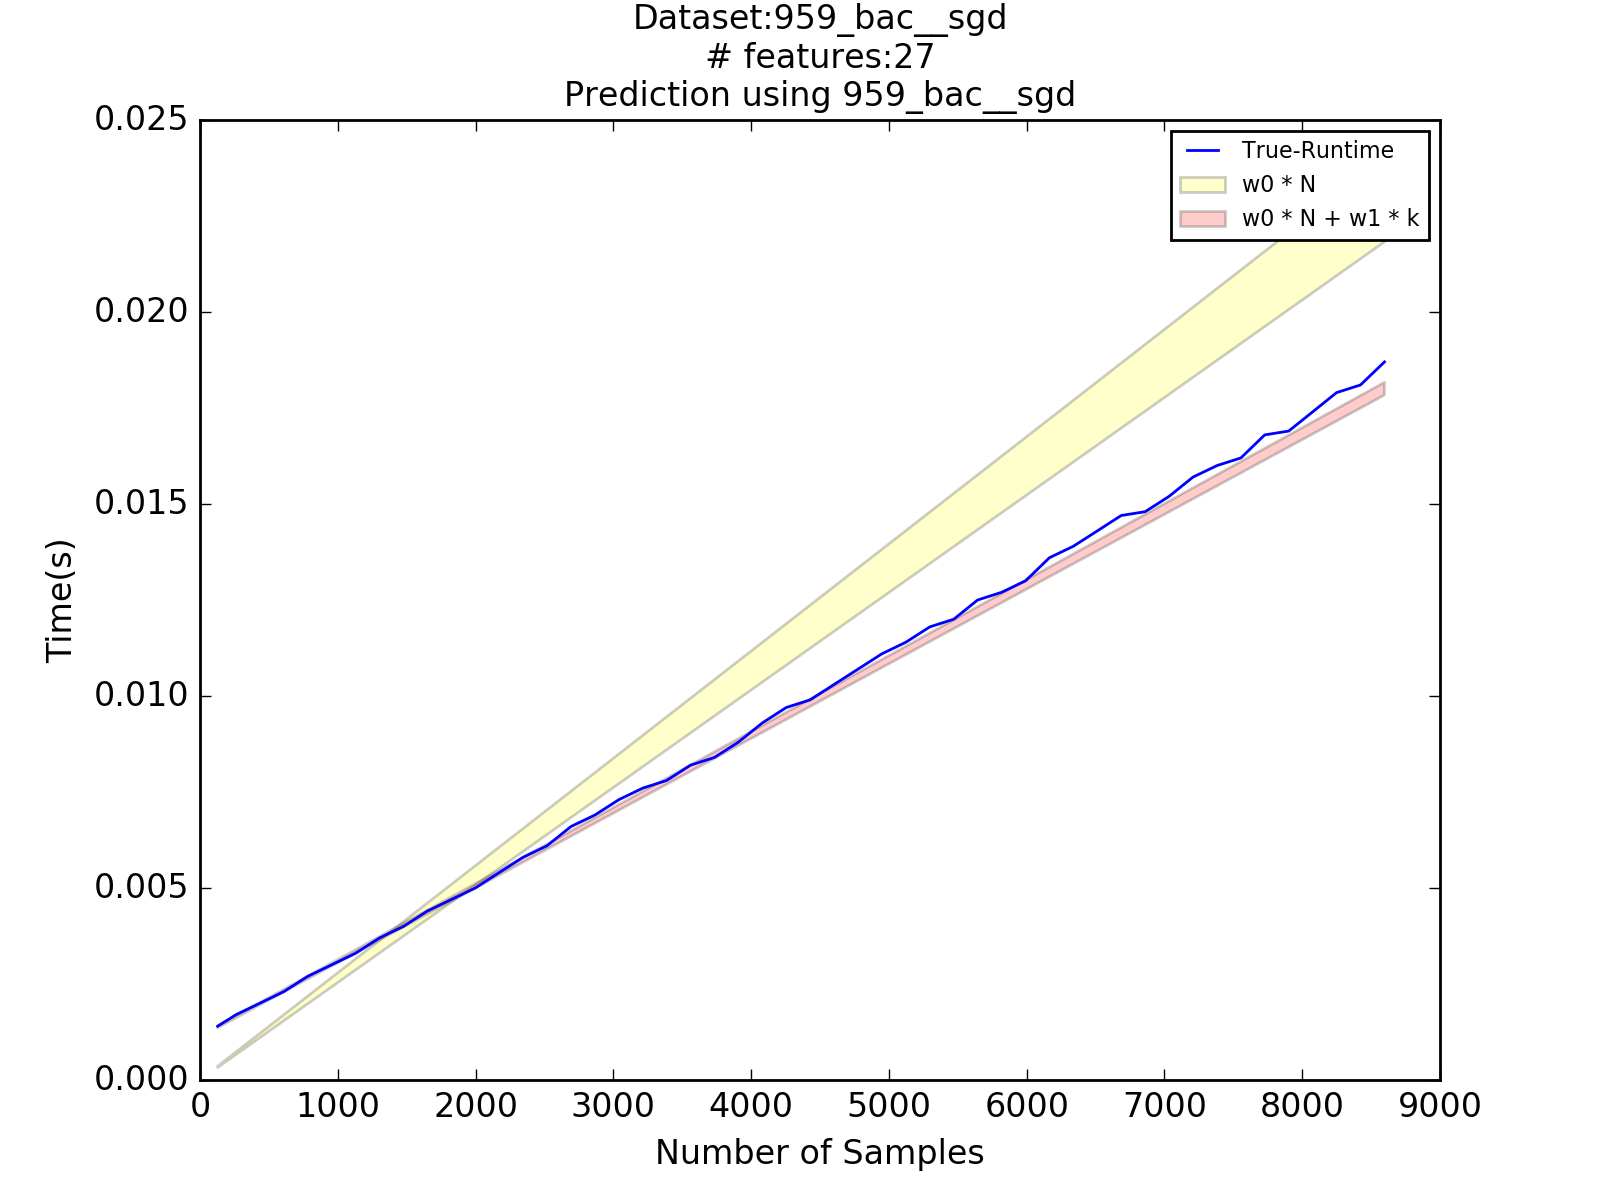 Dataset:959_bac__sgd
# features:27
Prediction using 959_bac__sgd
0.025
0.020
0.015
0.010
0.005
0.000
Time(s)
True-Runtime
w0 * N
w0 * N + w1 * k
0 1000 2000 3000 4000 5000 6000 7000 8000 9000
Number of Samples